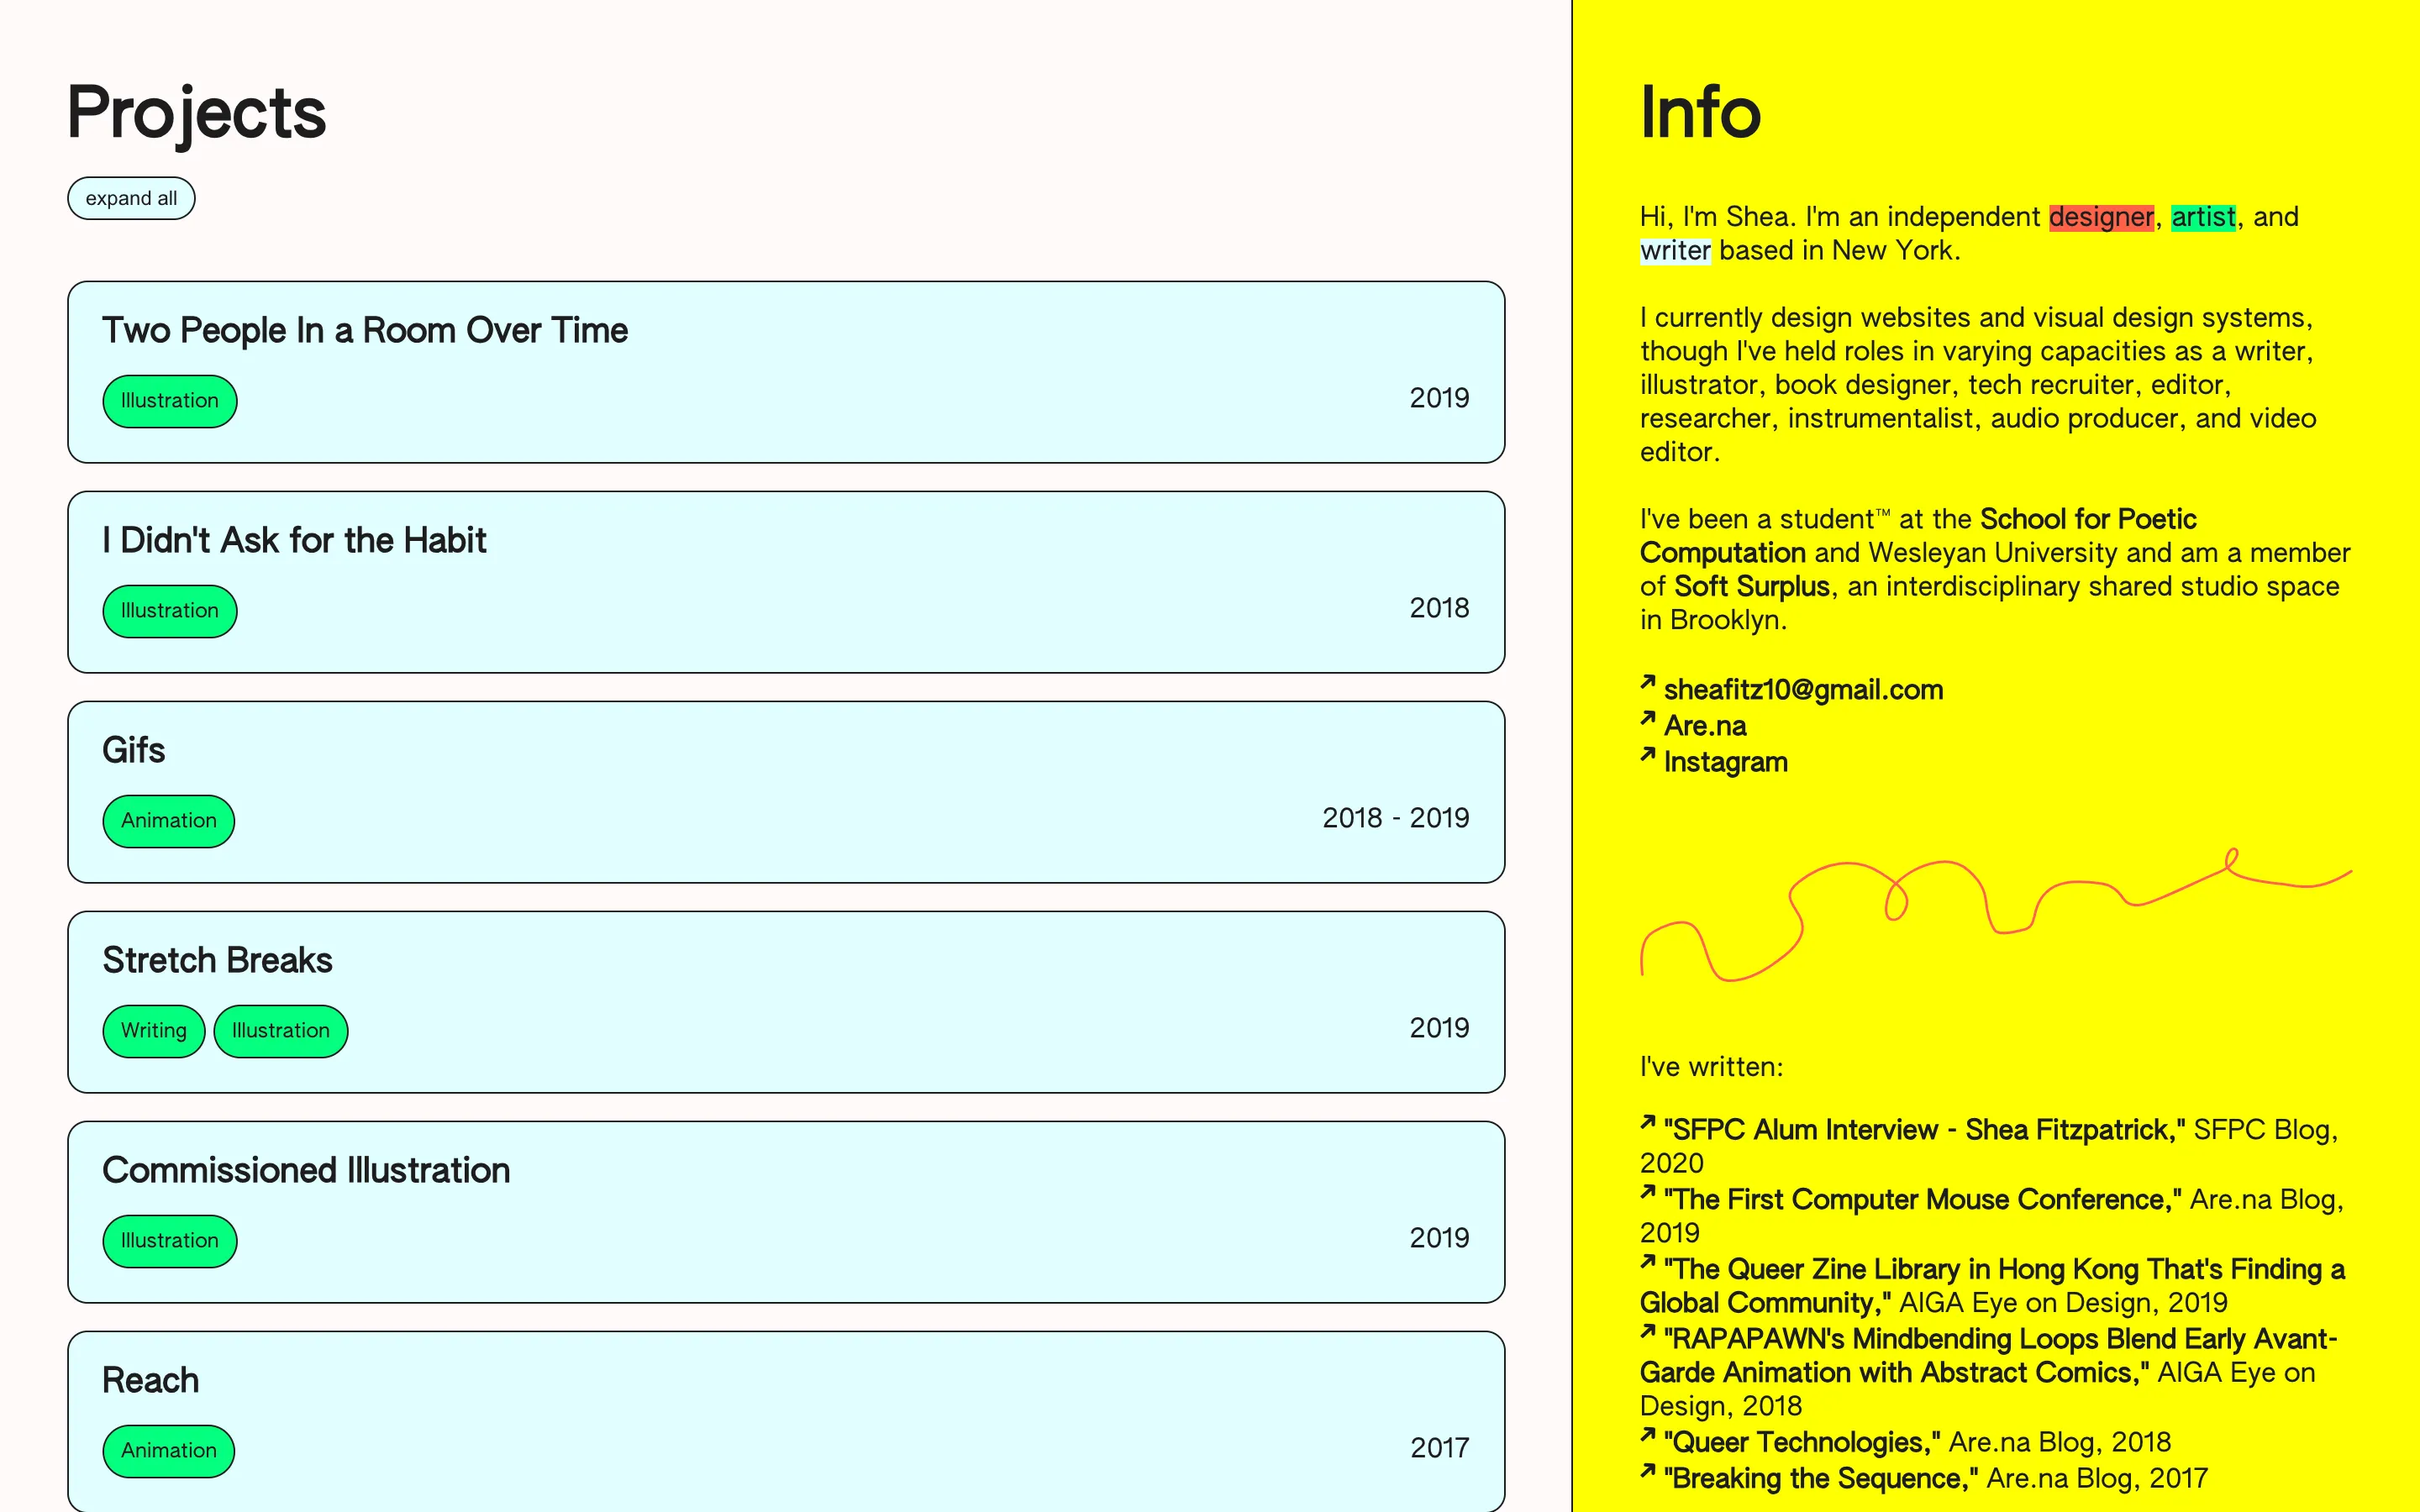 Projects
expand all
Two People In a Room Over Time
Illustration
2019
I Didn't Ask for the Habit
Illustration
2018
Gifs
Animation
2018 - 2019
Stretch Breaks
Writing Illustration
2019
Commissioned Illustration
Illustration
2019
Reach
Animation
2017
Info
Hi, I'm Shea. I'm an independent designer, artist, and
writer based in New York.
I currently design websites and visual design systems,
though I've held roles in varying capacities as a writer,
illustrator, book designer, tech recruiter, editor,
researcher, instrumentalist, audio producer, and video
editor.
I've been a student™ at the School for Poetic
Computation and Wesleyan University and am a member
of Soft Surplus, an interdisciplinary shared studio space
in Brooklyn.
↗ sheafitz10@gmail.com
↗ Are.na
↗ Instagram
I've written:
↗ "SFPC Alum Interview - Shea Fitzpatrick," SFPC Blog,
2020
↗ "The First Computer Mouse Conference," Are.na Blog,
2019
↗ "The Queer Zine Library in Hong Kong That's Finding a
Global Community," AIGA Eye on Design, 2019
↗ "RAPAPAWN's Mindbending Loops Blend Early Avant-
Garde Animation with Abstract Comics," AIGA Eye on
Design, 2018
↗ "Queer Technologies," Are.na Blog, 2018
↗ "Breaking the Sequence," Are.na Blog, 2017